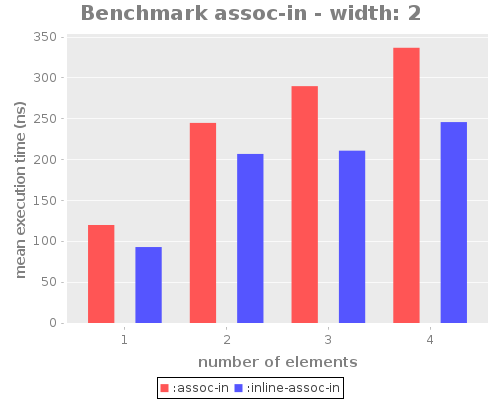 Benchmark assoc-in - width: 2
mean execution time (ns)
350
300
250
200
150
100
50
0
1 2 3 4
number of elements
:assoc-in :inline-assoc-in